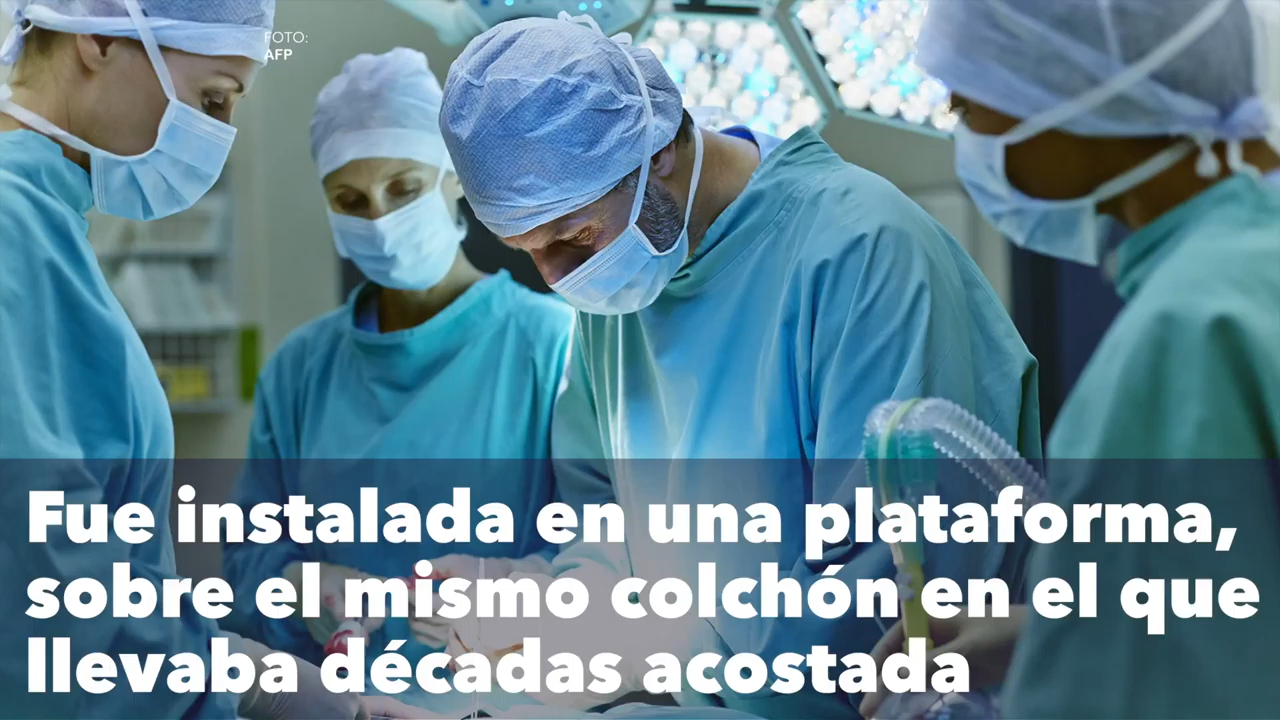 FOTO:
AFP
Fue instalada en una plataforma,
sobre el mismo colchón en el que
llevaba décadas acostada